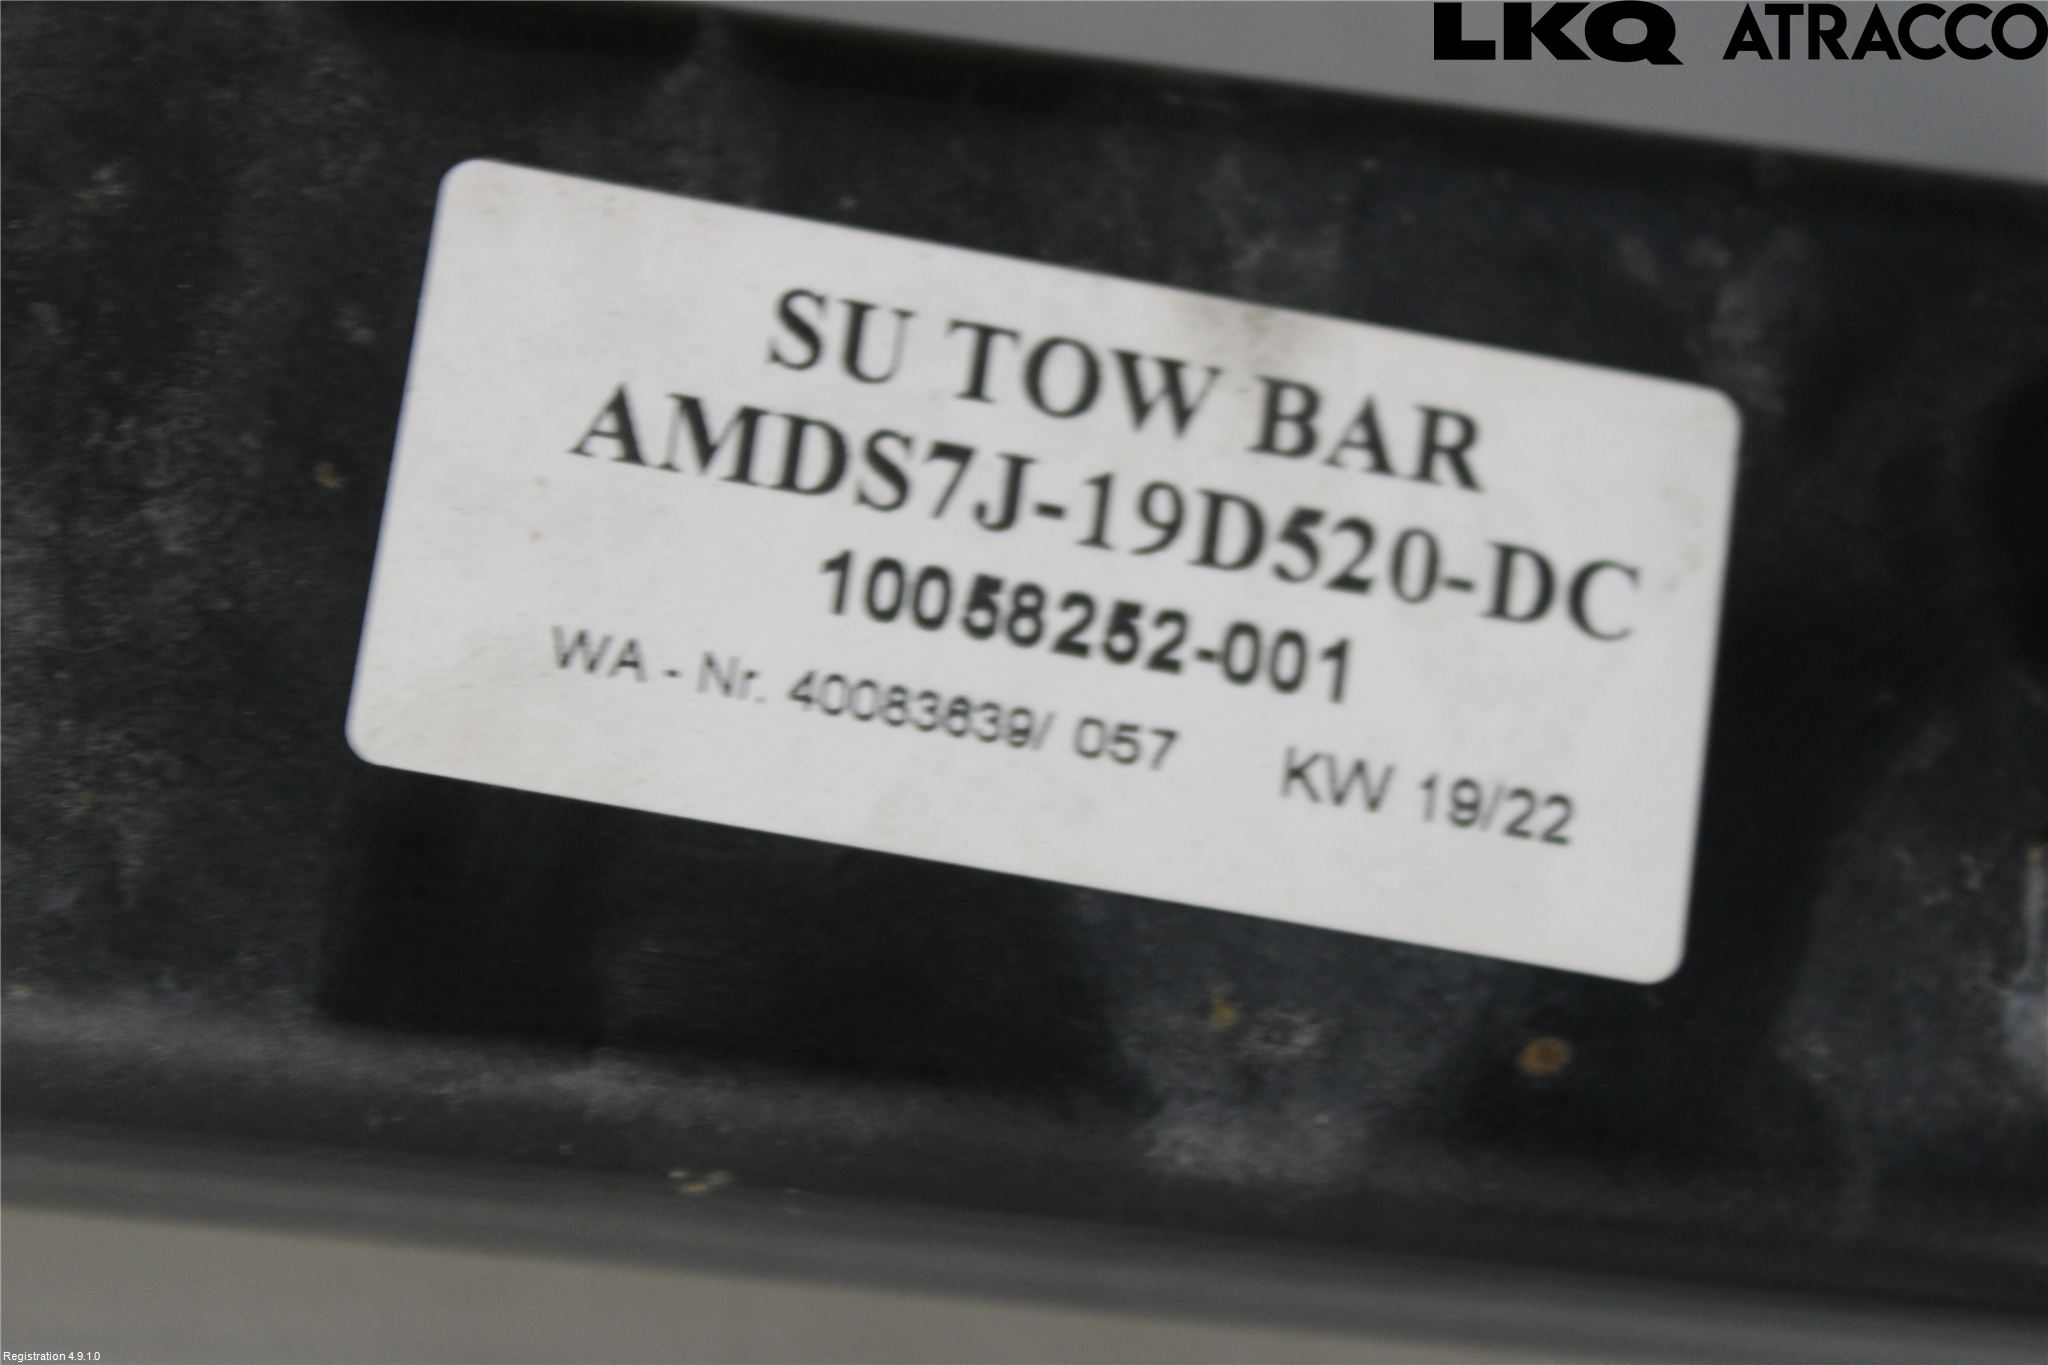 LKQ ATRACCO
SU TOW BAR
AMDS7J-19D520-DC
10058252-001
WA - Nr. 40083839/ 057 KW 19/22
Registration 4.9.1.0